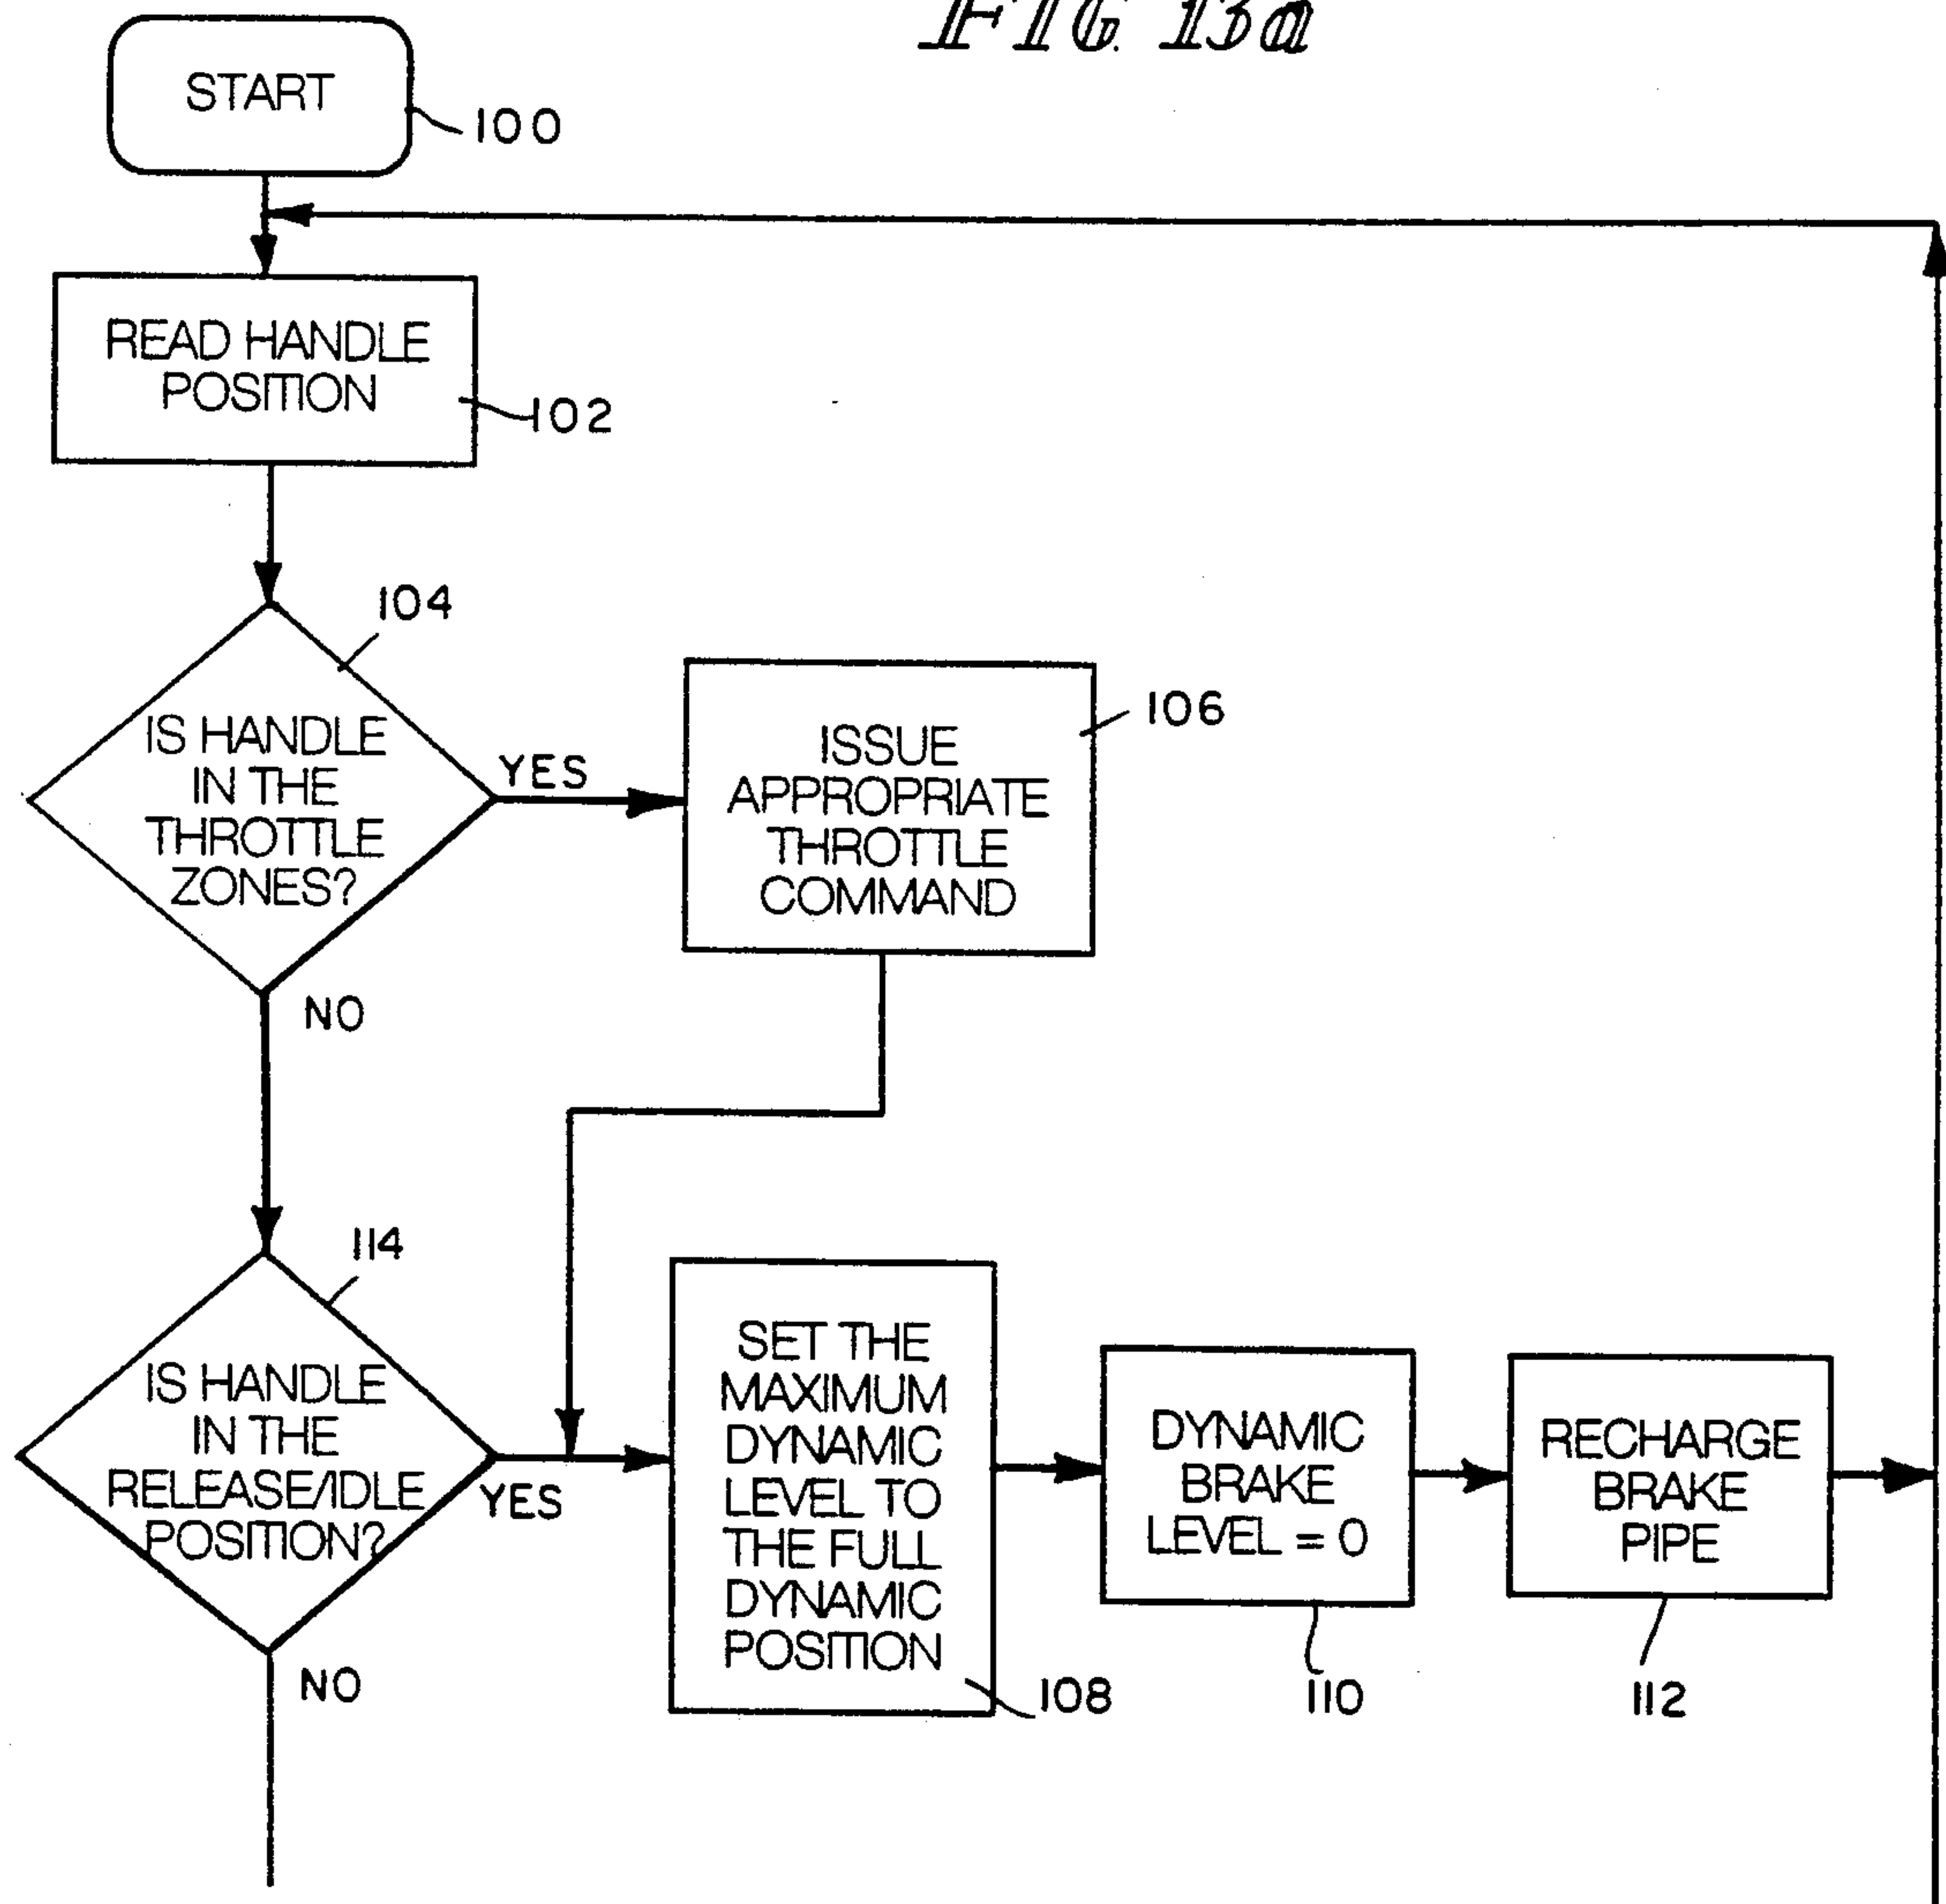 FIG. 13a
START
100
READ HANDLE
POSITION
102
104
IS HANDLE
IN THE
THROTTLE
ZONES?
YES
NO
ISSUE
APPROPRIATE
THROTTLE
COMMAND
106
114
IS HANDLE
IN THE
RELEASE/IDLE
POSITION?
YES
NO
SET THE
MAXIMUM
DYNAMIC
LEVEL TO
THE FULL
DYNAMIC
POSITION
108
DYNAMIC
BRAKE
LEVEL = 0
110
RECHARGE
BRAKE
PIPE
112